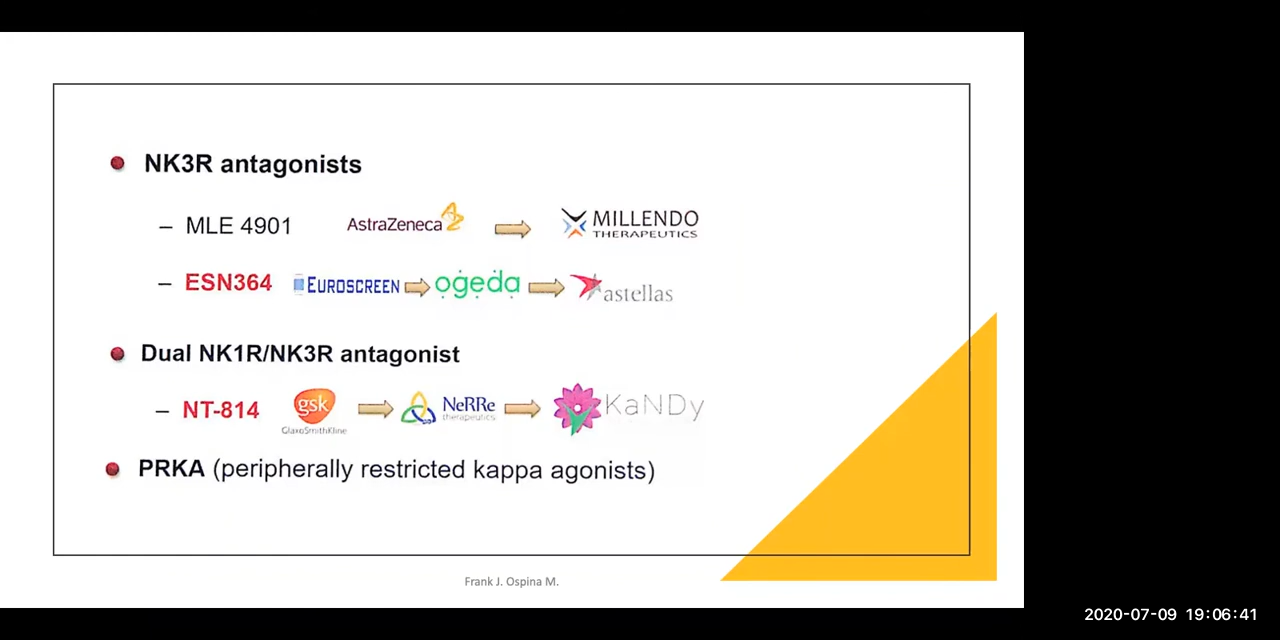 NK3R antagonists
– MLE 4901 AstraZeneca MILLENDO THERAPEUTICS
– ESN364 EUROSCREEN ogeda astellas
Dual NK1R/NK3R antagonist
– NT-814 gsk GlaxoSmithKline NeRRe therapeutics KaNDy
PRKA (peripherally restricted kappa agonists)
Frank J. Ospina M.
2020-07-09 19:06:41